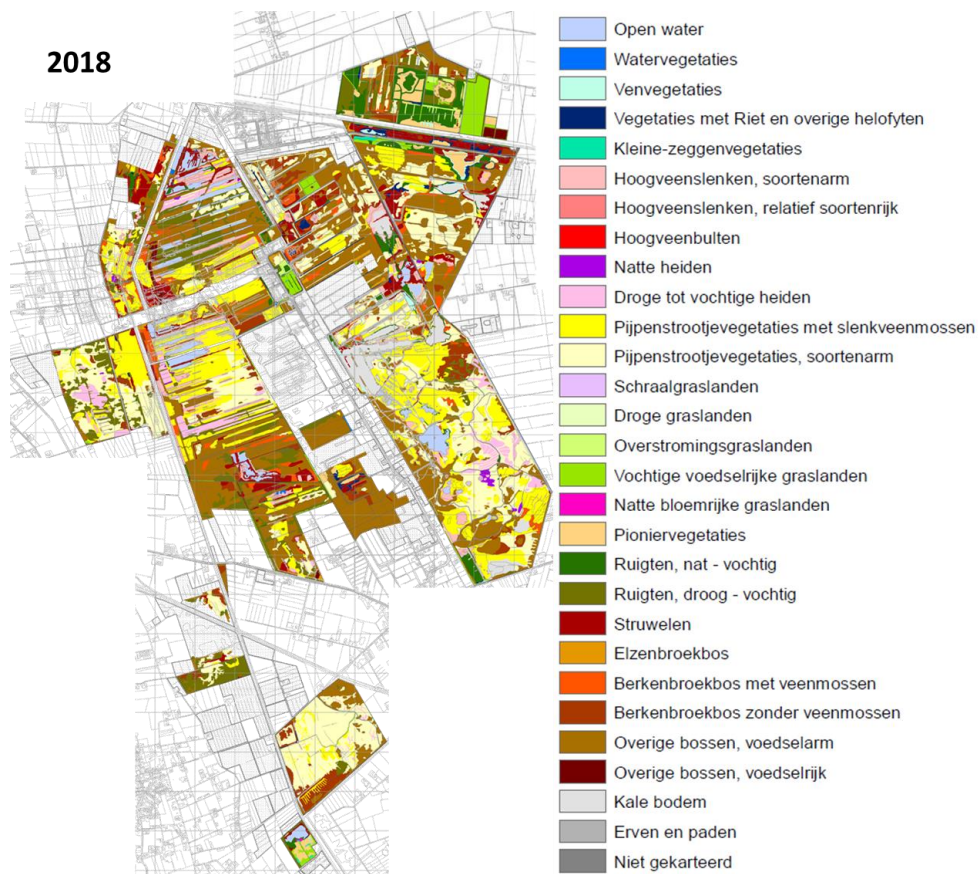 2018
Open water
Watervegetaties
Venvegetaties
Vegetaties met Riet en overige helofyten
Kleine-zeggenvegetaties
Hoogveenslenken, soortenarm
Hoogveenslenken, relatief soortenrijk
Hoogveenbulten
Natte heiden
Droge tot vochtige heiden
Pijpenstrootjevegetaties met slenkveenmossen
Pijpenstrootjevegetaties, soortenarm
Schraalgraslanden
Droge graslanden
Overstromingsgraslanden
Vochtige voedselrijke graslanden
Natte bloemrijke graslanden
Pioniervegetaties
Ruigten, nat - vochtig
Ruigten, droog - vochtig
Struwelen
Elzenbroekbos
Berkenbroekbos met veenmossen
Berkenbroekbos zonder veenmossen
Overige bossen, voedselarm
Overige bossen, voedselrijk
Kale bodem
Erven en paden
Niet gekarteerd